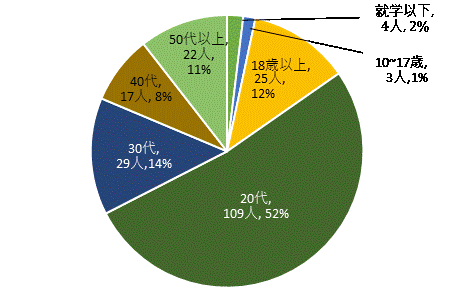 就学以下,
4人, 2%
10~17歳,
3人,1%
18歳以上,
25人,
12%
20代,
109人, 52%
30代,
29人,14%
40代,
17人, 8%
50代以上,
22人,
11%